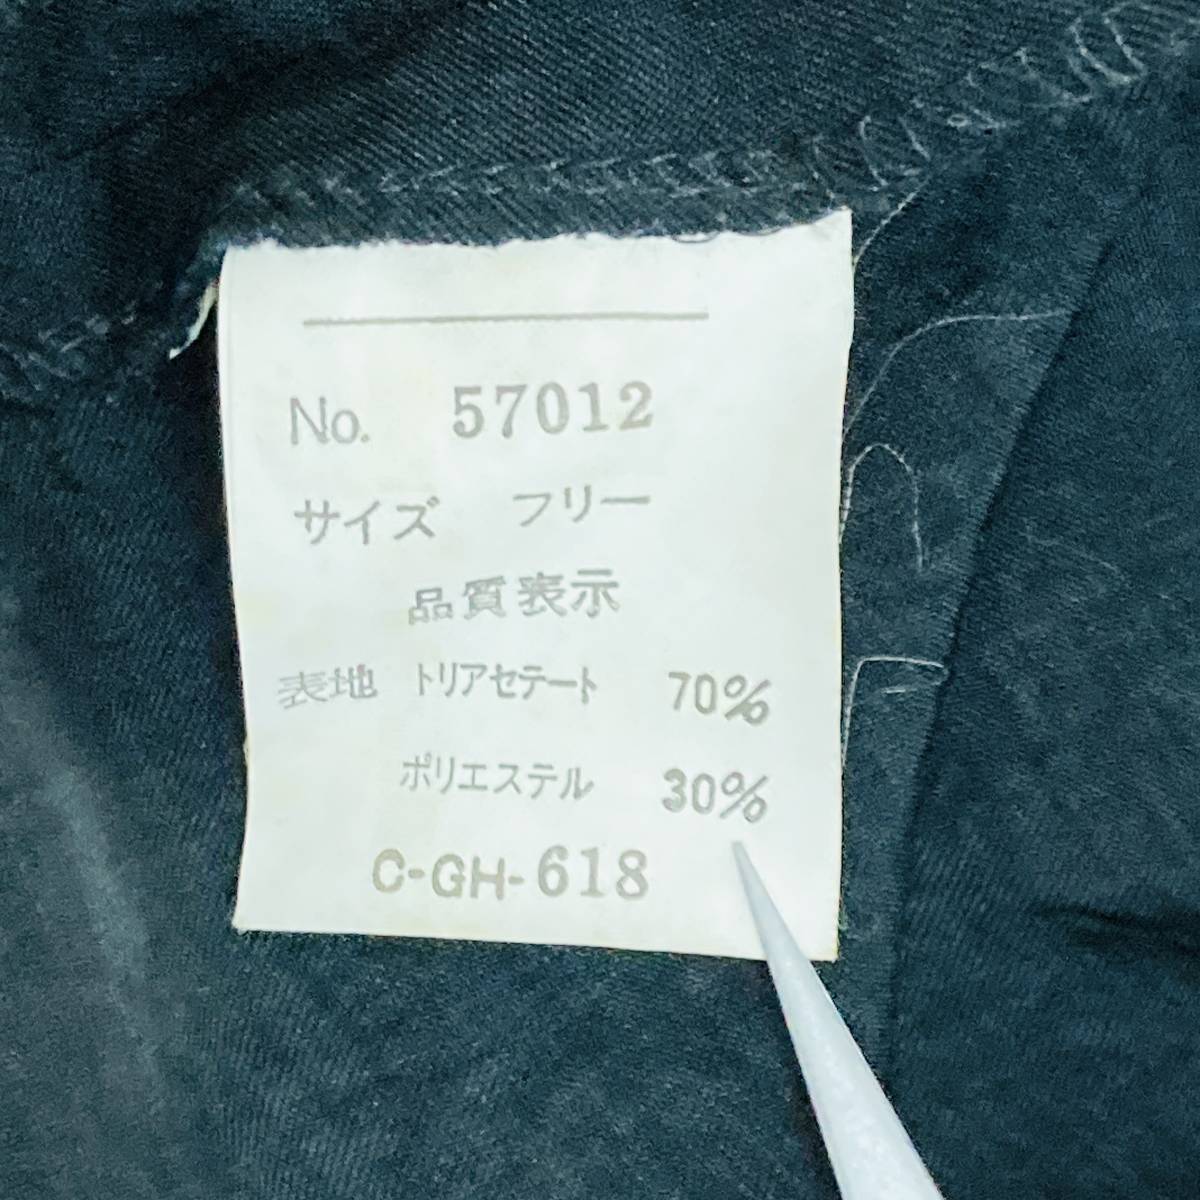 No. 57012
サイズ フリー
品質表示
表地 トリアセテート 70%
ポリエステル 30%
C-GH-618